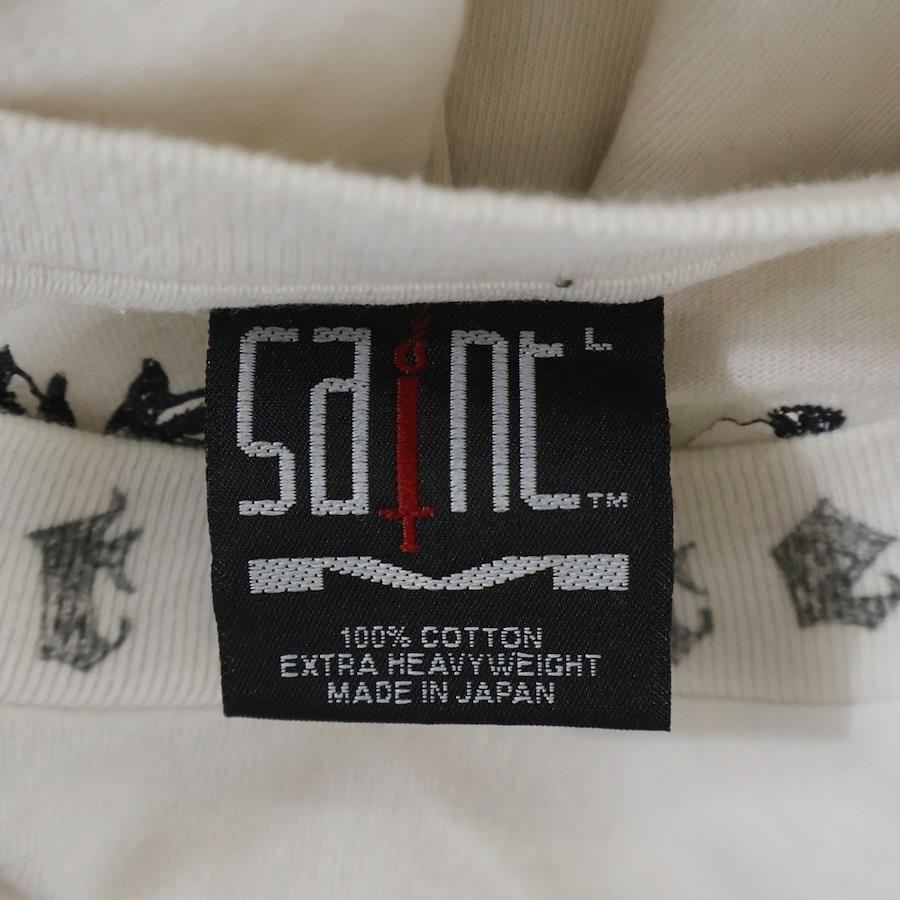 saint L
TM
100% COTTON
EXTRA HEAVYWEIGHT
MADE IN JAPAN